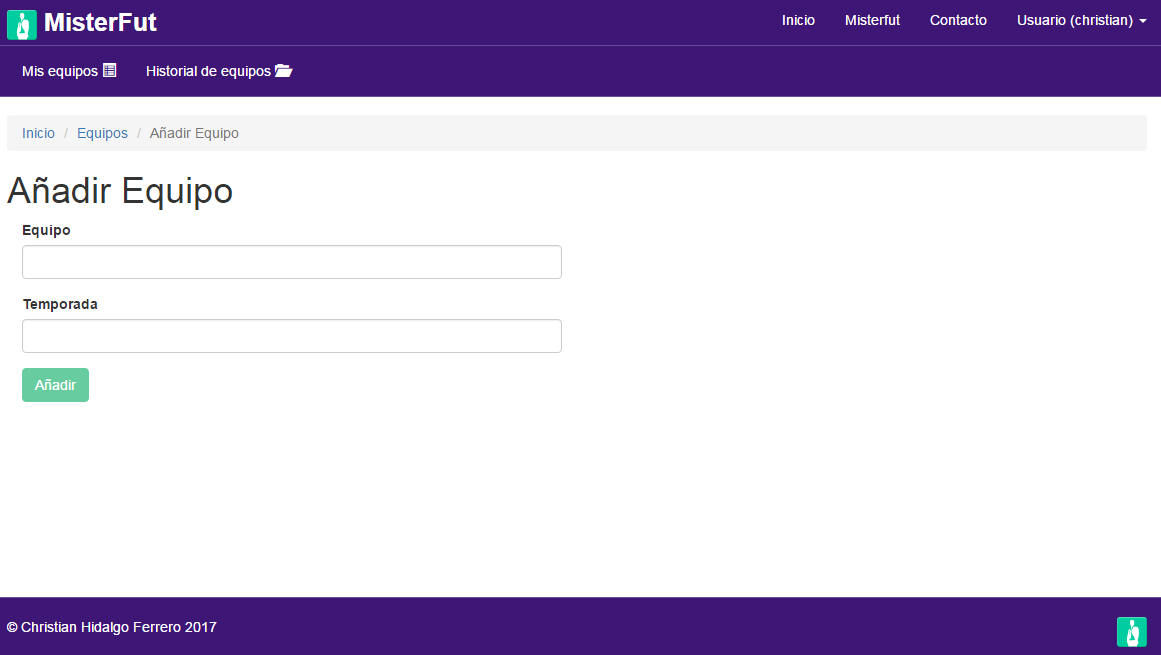 MisterFut
Inicio Misterfut Contacto Usuario (christian)
Mis equipos Historial de equipos
Inicio / Equipos / Añadir Equipo
Añadir Equipo
Equipo
Temporada
Añadir
© Christian Hidalgo Ferrero 2017